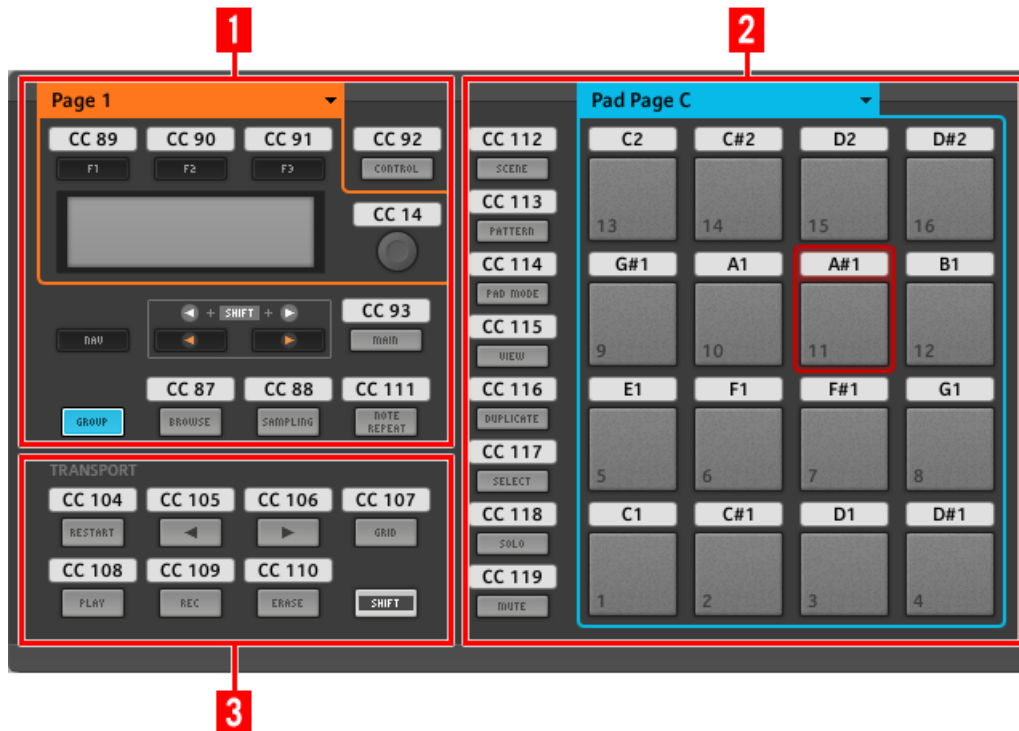 1
2
Page 1
CC 89 CC 90 CC 91 CC 92
F1 F2 F3 CONTROL
CC 14
+ SHIFT +
CC 93
NAV MAIN
CC 87 CC 88 CC 111
GROUP BROWSE SAMPLING NOTE REPEAT
TRANSPORT
CC 104 CC 105 CC 106 CC 107
RESTART GRID
CC 108 CC 109 CC 110
PLAY REC ERASE SHIFT
CC 112
SCENE
CC 113
PATTERN
CC 114
PAD MODE
CC 115
VIEW
CC 116
DUPLICATE
CC 117
SELECT
CC 118
SOLO
CC 119
MUTE
Pad Page C
C2 C#2 D2 D#2
13 14 15 16
G#1 A1 A#1 B1
9 10 11 12
E1 F1 F#1 G1
5 6 7 8
C1 C#1 D1 D#1
1 2 3 4
3